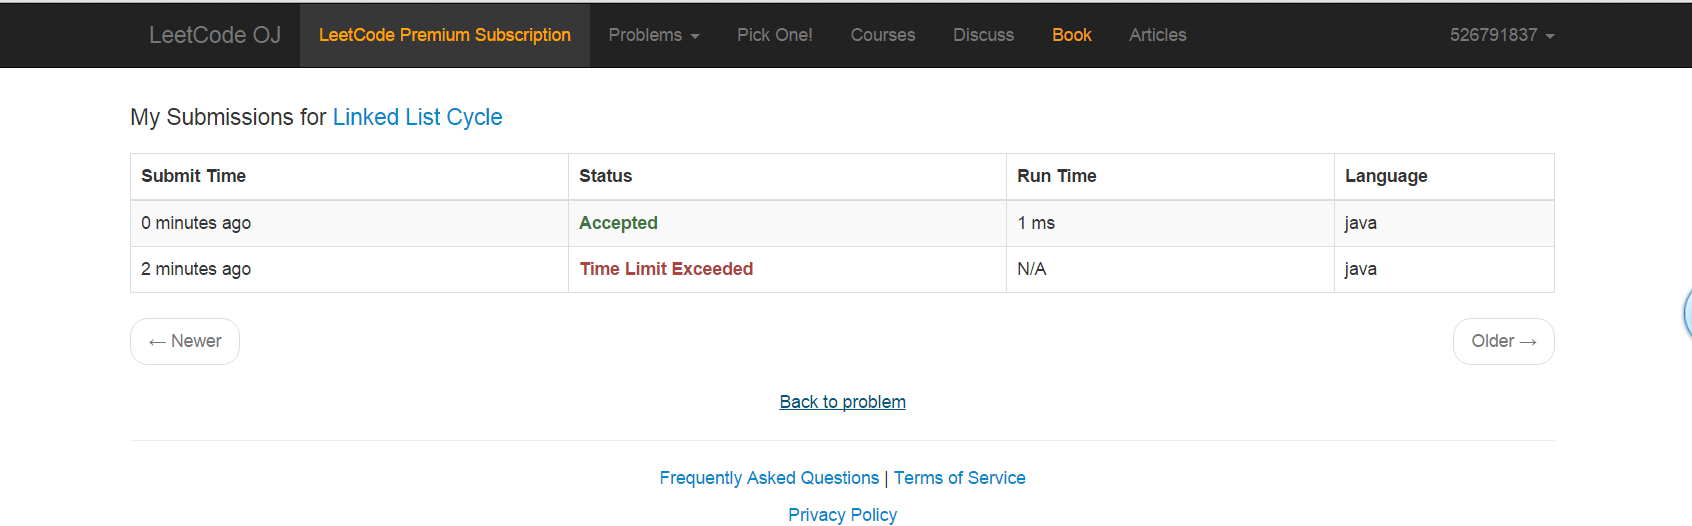 LeetCode OJ LeetCode Premium Subscription Problems Pick One! Courses Discuss Book Articles 526791837
My Submissions for Linked List Cycle
Submit Time Status Run Time Language
0 minutes ago Accepted 1 ms java
2 minutes ago Time Limit Exceeded N/A java
← Newer Older →
Back to problem
Frequently Asked Questions | Terms of Service
Privacy Policy